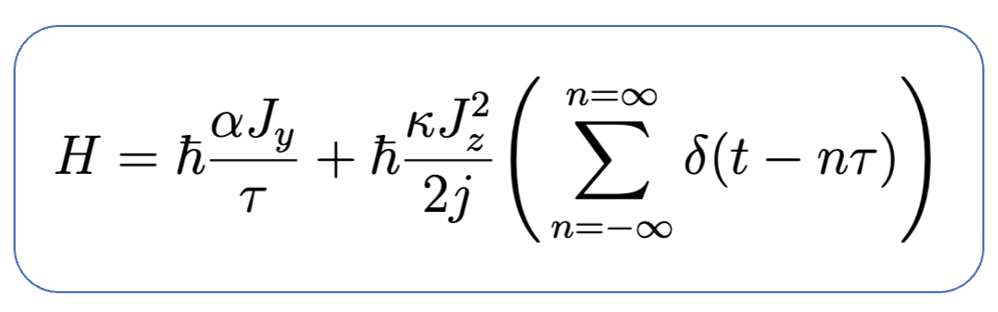 H = ħ αJ_y/τ + ħ κJ_z^2/2j ( ∑_{n=−∞}^{n=∞} δ(t − nτ) )